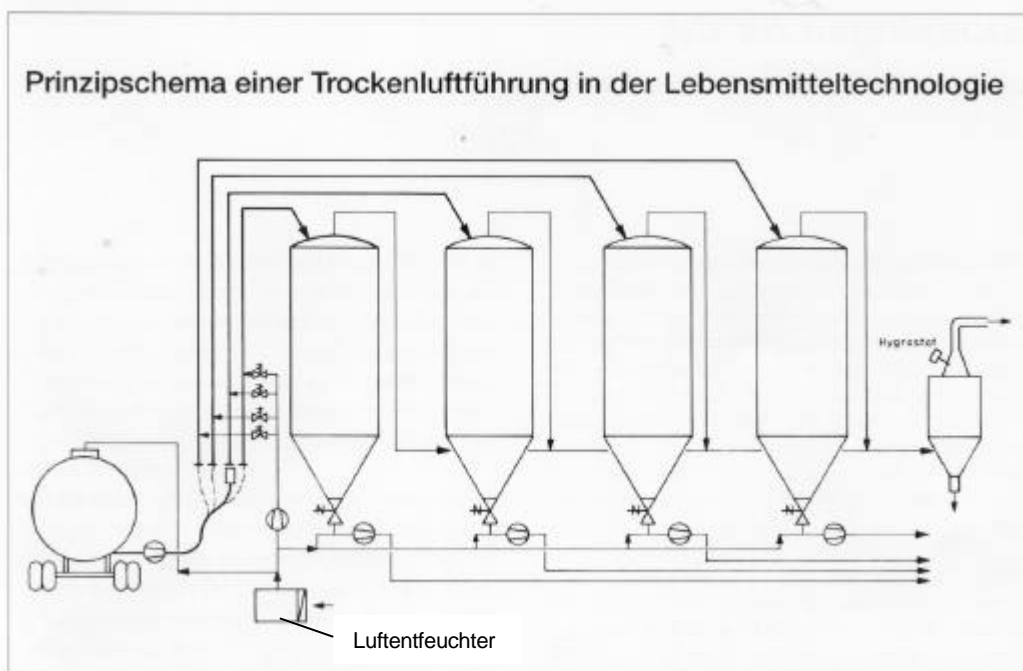 Prinzipschema einer Trockenluftführung in der Lebensmitteltechnologie
Hygrostat
Luftentfeuchter